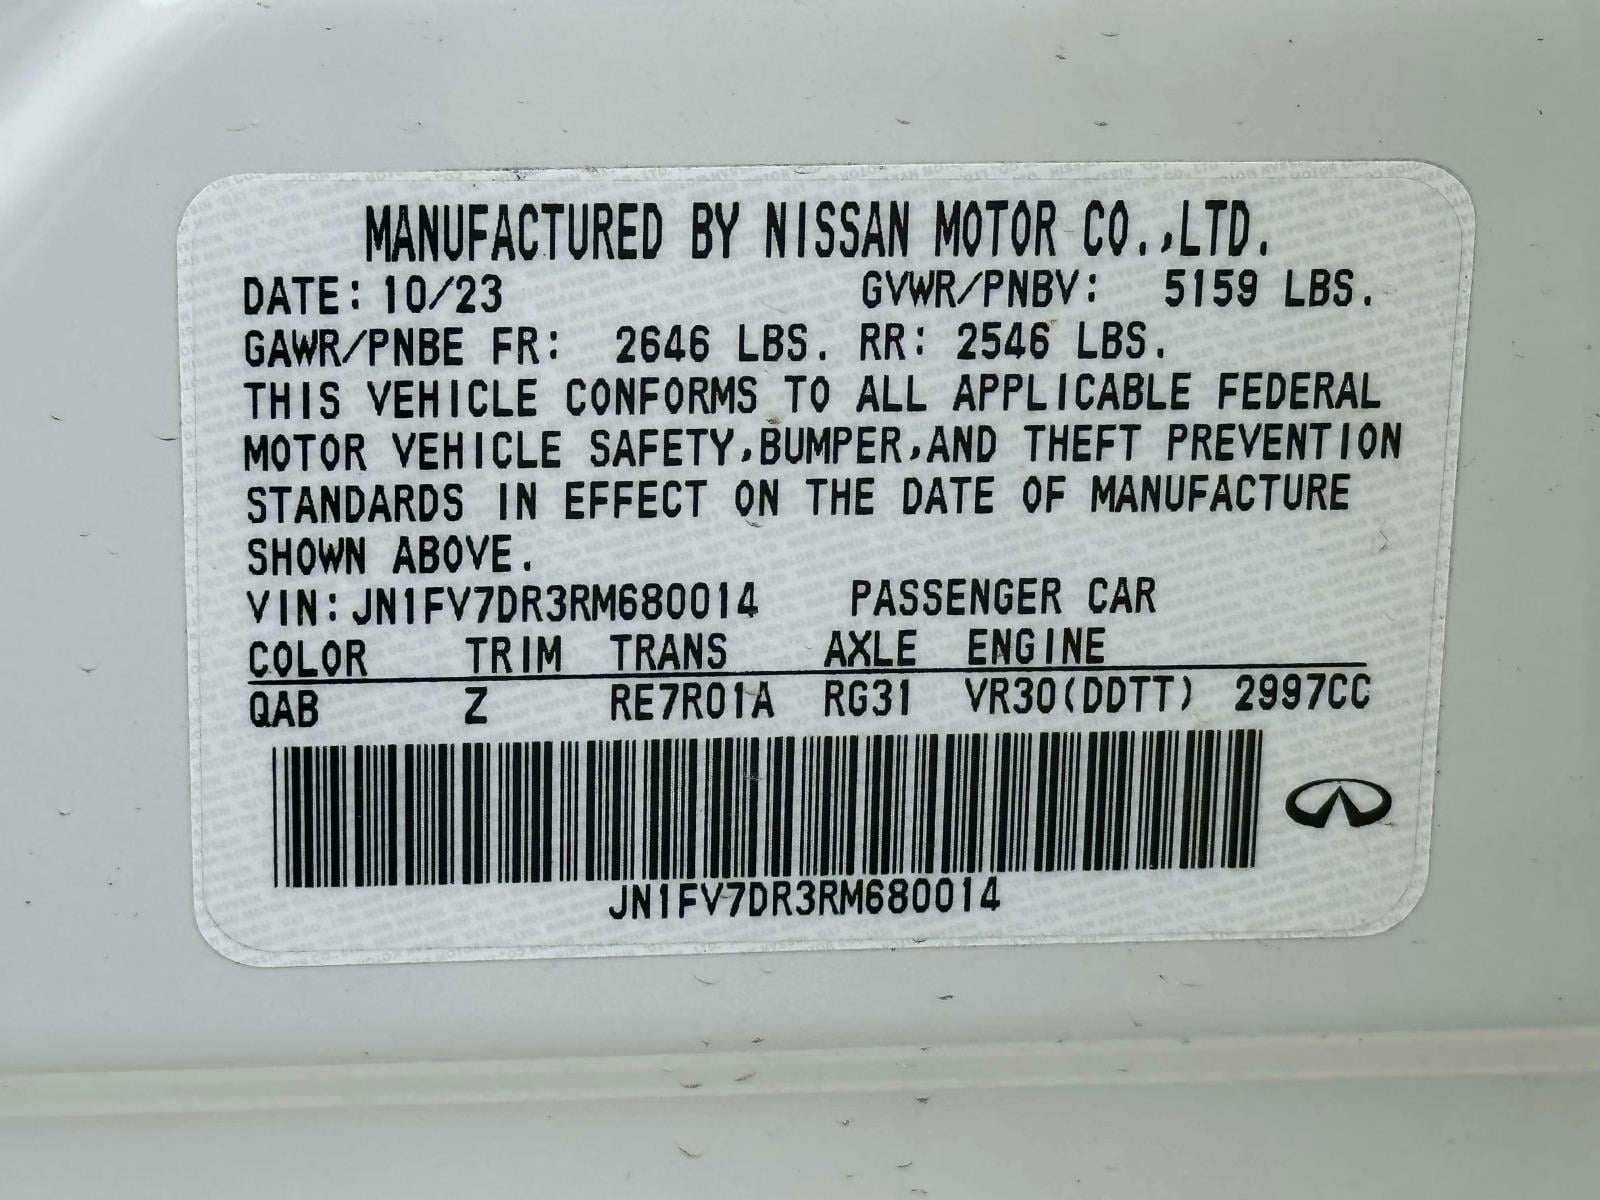 MANUFACTURED BY NISSAN MOTOR CO.,LTD.
DATE: 10/23 GVWR/PNBV: 5159 LBS.
GAWR/PNBE FR: 2646 LBS. RR: 2546 LBS.
THIS VEHICLE CONFORMS TO ALL APPLICABLE FEDERAL
MOTOR VEHICLE SAFETY,BUMPER,AND THEFT PREVENTION
STANDARDS IN EFFECT ON THE DATE OF MANUFACTURE
SHOWN ABOVE.
VIN:JN1FV7DR3RM680014 PASSENGER CAR
COLOR TRIM TRANS AXLE ENGINE
QAB Z RE7R01A RG31 VR30(DDTT) 2997CC
JN1FV7DR3RM680014